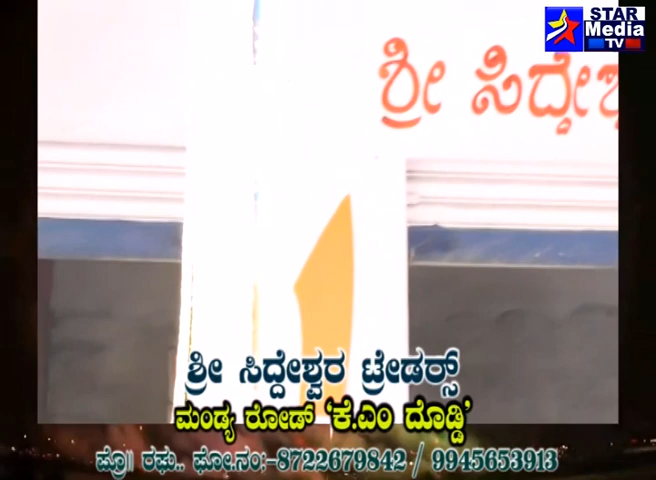 STAR
Media
TV
ಶ್ರೀ ಸಿದ್ದೇಶ್ವ
ಶ್ರೀ ಸಿದ್ದೇಶ್ವರ ಟ್ರೇಡರ್ಸ್
ಮಂಡ್ಯ ರೋಡ್ 'ಕೆ.ಎಂ ದೊಡ್ಡಿ'
ಪ್ರೊ|| ರಘು.. ಫೋ.ನಂ:-8722679842 / 9945653913